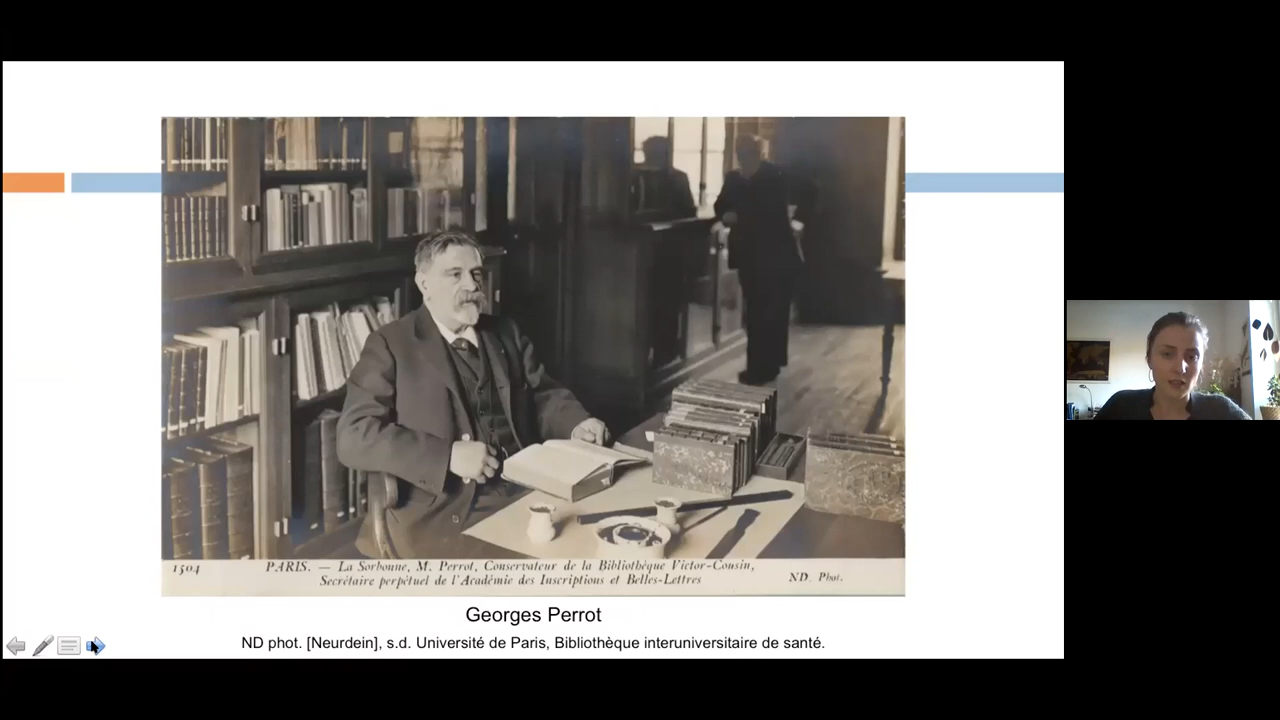 1504
PARIS. — La Sorbonne, M. Perrot, Conservateur de la Bibliothèque Victor-Cousin,
Secrétaire perpétuel de l'Académie des Inscriptions et Belles-Lettres
ND. Phot.
Georges Perrot
ND phot. [Neurdein], s.d. Université de Paris, Bibliothèque interuniversitaire de santé.